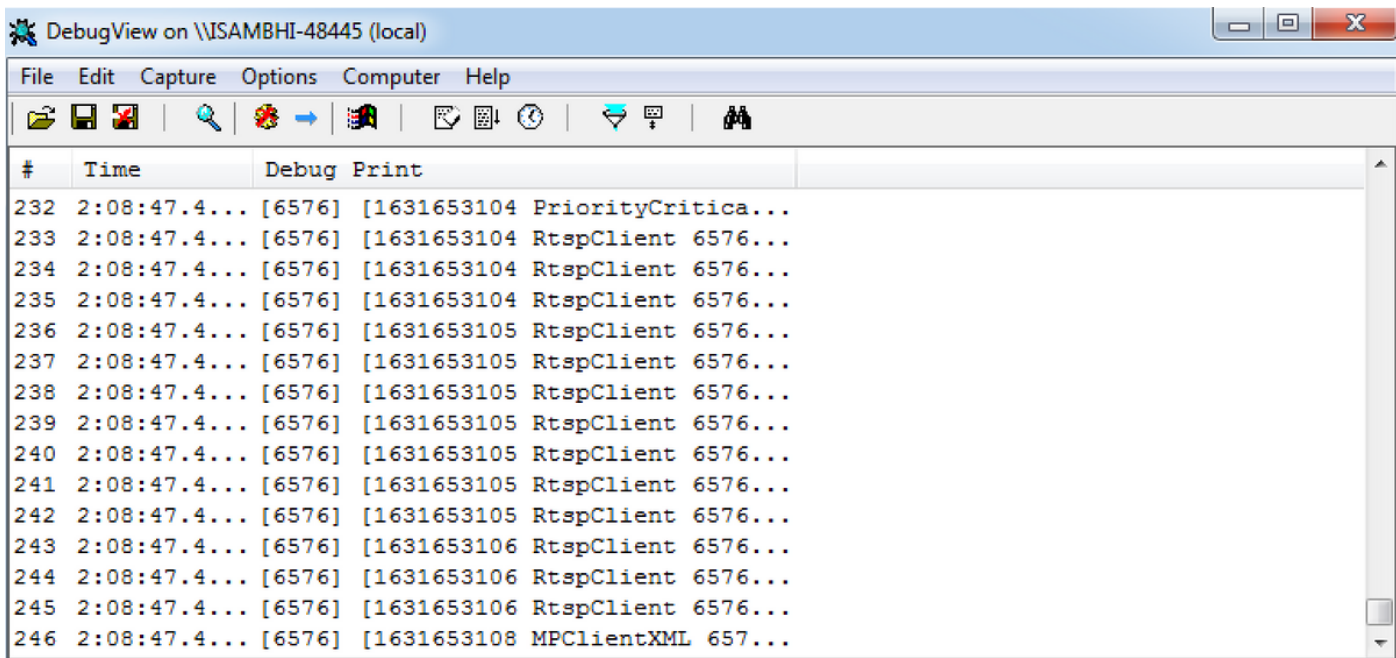 DebugView on \\ISAMBHI-48445 (local)
File Edit Capture Options Computer Help
# Time Debug Print
232 2:08:47.4... [6576] [1631653104 PriorityCritica...
233 2:08:47.4... [6576] [1631653104 RtspClient 6576...
234 2:08:47.4... [6576] [1631653104 RtspClient 6576...
235 2:08:47.4... [6576] [1631653104 RtspClient 6576...
236 2:08:47.4... [6576] [1631653105 RtspClient 6576...
237 2:08:47.4... [6576] [1631653105 RtspClient 6576...
238 2:08:47.4... [6576] [1631653105 RtspClient 6576...
239 2:08:47.4... [6576] [1631653105 RtspClient 6576...
240 2:08:47.4... [6576] [1631653105 RtspClient 6576...
241 2:08:47.4... [6576] [1631653105 RtspClient 6576...
242 2:08:47.4... [6576] [1631653105 RtspClient 6576...
243 2:08:47.4... [6576] [1631653106 RtspClient 6576...
244 2:08:47.4... [6576] [1631653106 RtspClient 6576...
245 2:08:47.4... [6576] [1631653106 RtspClient 6576...
246 2:08:47.4... [6576] [1631653108 MPClientXML 657...